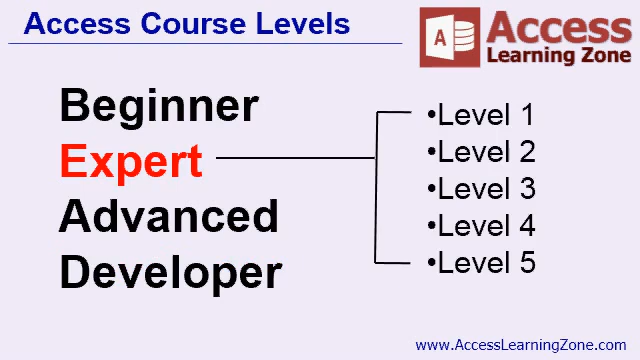 Access Course Levels
A
Access
Learning Zone
Beginner
Expert
Advanced
Developer
•Level 1
•Level 2
•Level 3
•Level 4
•Level 5
www.AccessLearningZone.com